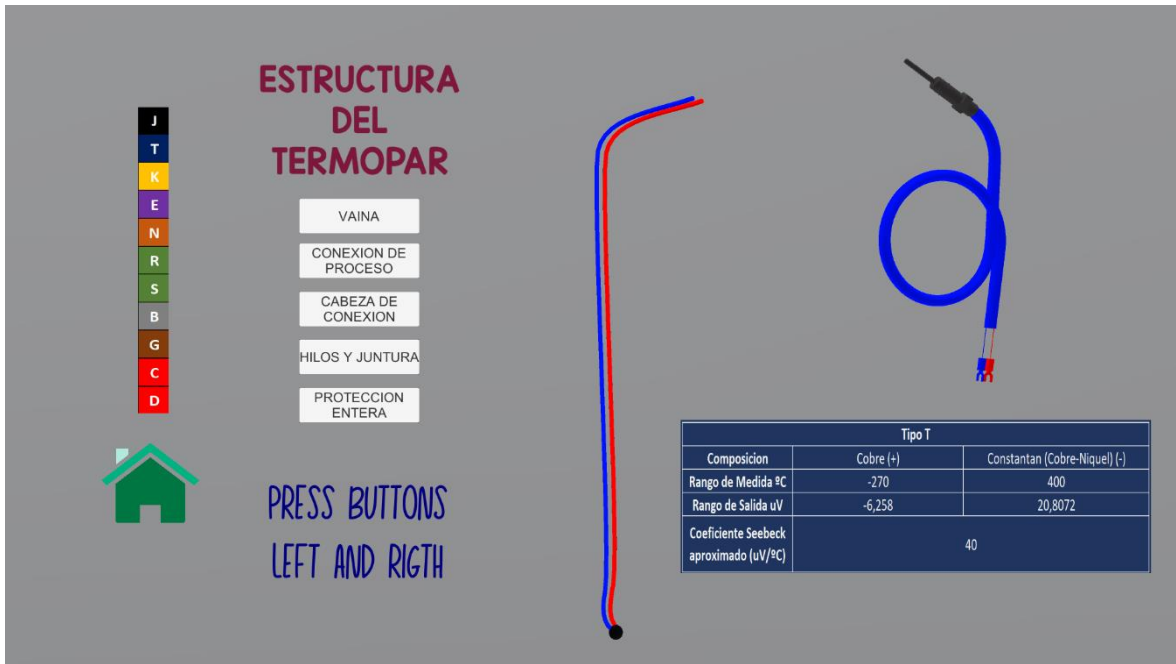 ESTRUCTURA
DEL
TERMOPAR
J
T
K
E
N
R
S
B
G
C
D
VAINA
CONEXION DE
PROCESO
CABEZA DE
CONEXION
HILOS Y JUNTURA
PROTECCION
ENTERA
PRESS BUTTONS
LEFT AND RIGTH
Tipo T
Composicion Cobre (+) Constantan (Cobre-Niquel) (-)
Rango de Medida ºC -270 400
Rango de Salida uV -6,258 20,8072
Coeficiente Seebeck
aproximado (uV/ºC) 40